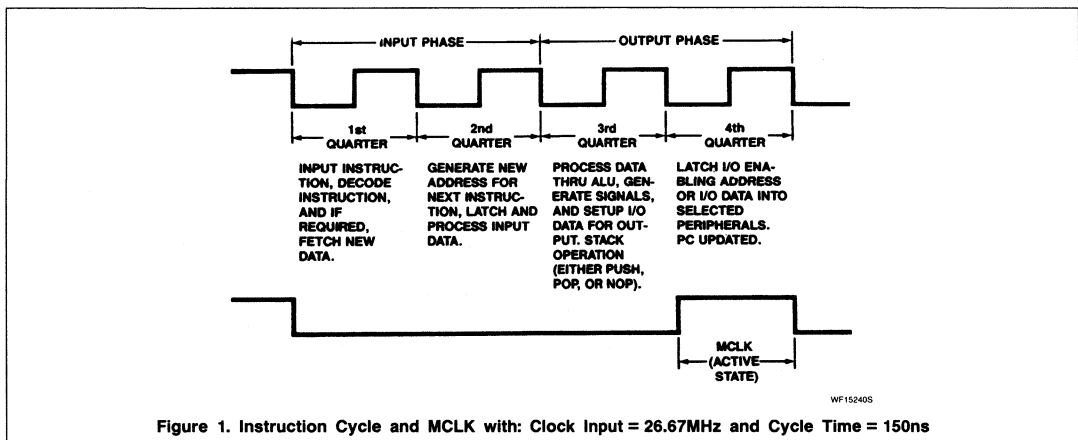 INPUT PHASE
OUTPUT PHASE
1st
QUARTER
2nd
QUARTER
3rd
QUARTER
4th
QUARTER
INPUT INSTRUC-
TION, DECODE
INSTRUCTION,
AND IF
REQUIRED,
FETCH NEW
DATA.
GENERATE NEW
ADDRESS FOR
NEXT INSTRUC-
TION, LATCH AND
PROCESS INPUT
DATA.
PROCESS DATA
THRU ALU, GEN-
ERATE SIGNALS,
AND SETUP I/O
DATA FOR OUT-
PUT. STACK
OPERATION
(EITHER PUSH,
POP, OR NOP).
LATCH I/O ENA-
BLING ADDRESS
OR I/O DATA INTO
SELECTED
PERIPHERALS.
PC UPDATED.
MCLK
(ACTIVE
STATE)
WF15240S
Figure 1. Instruction Cycle and MCLK with: Clock Input = 26.67MHz and Cycle Time = 150ns